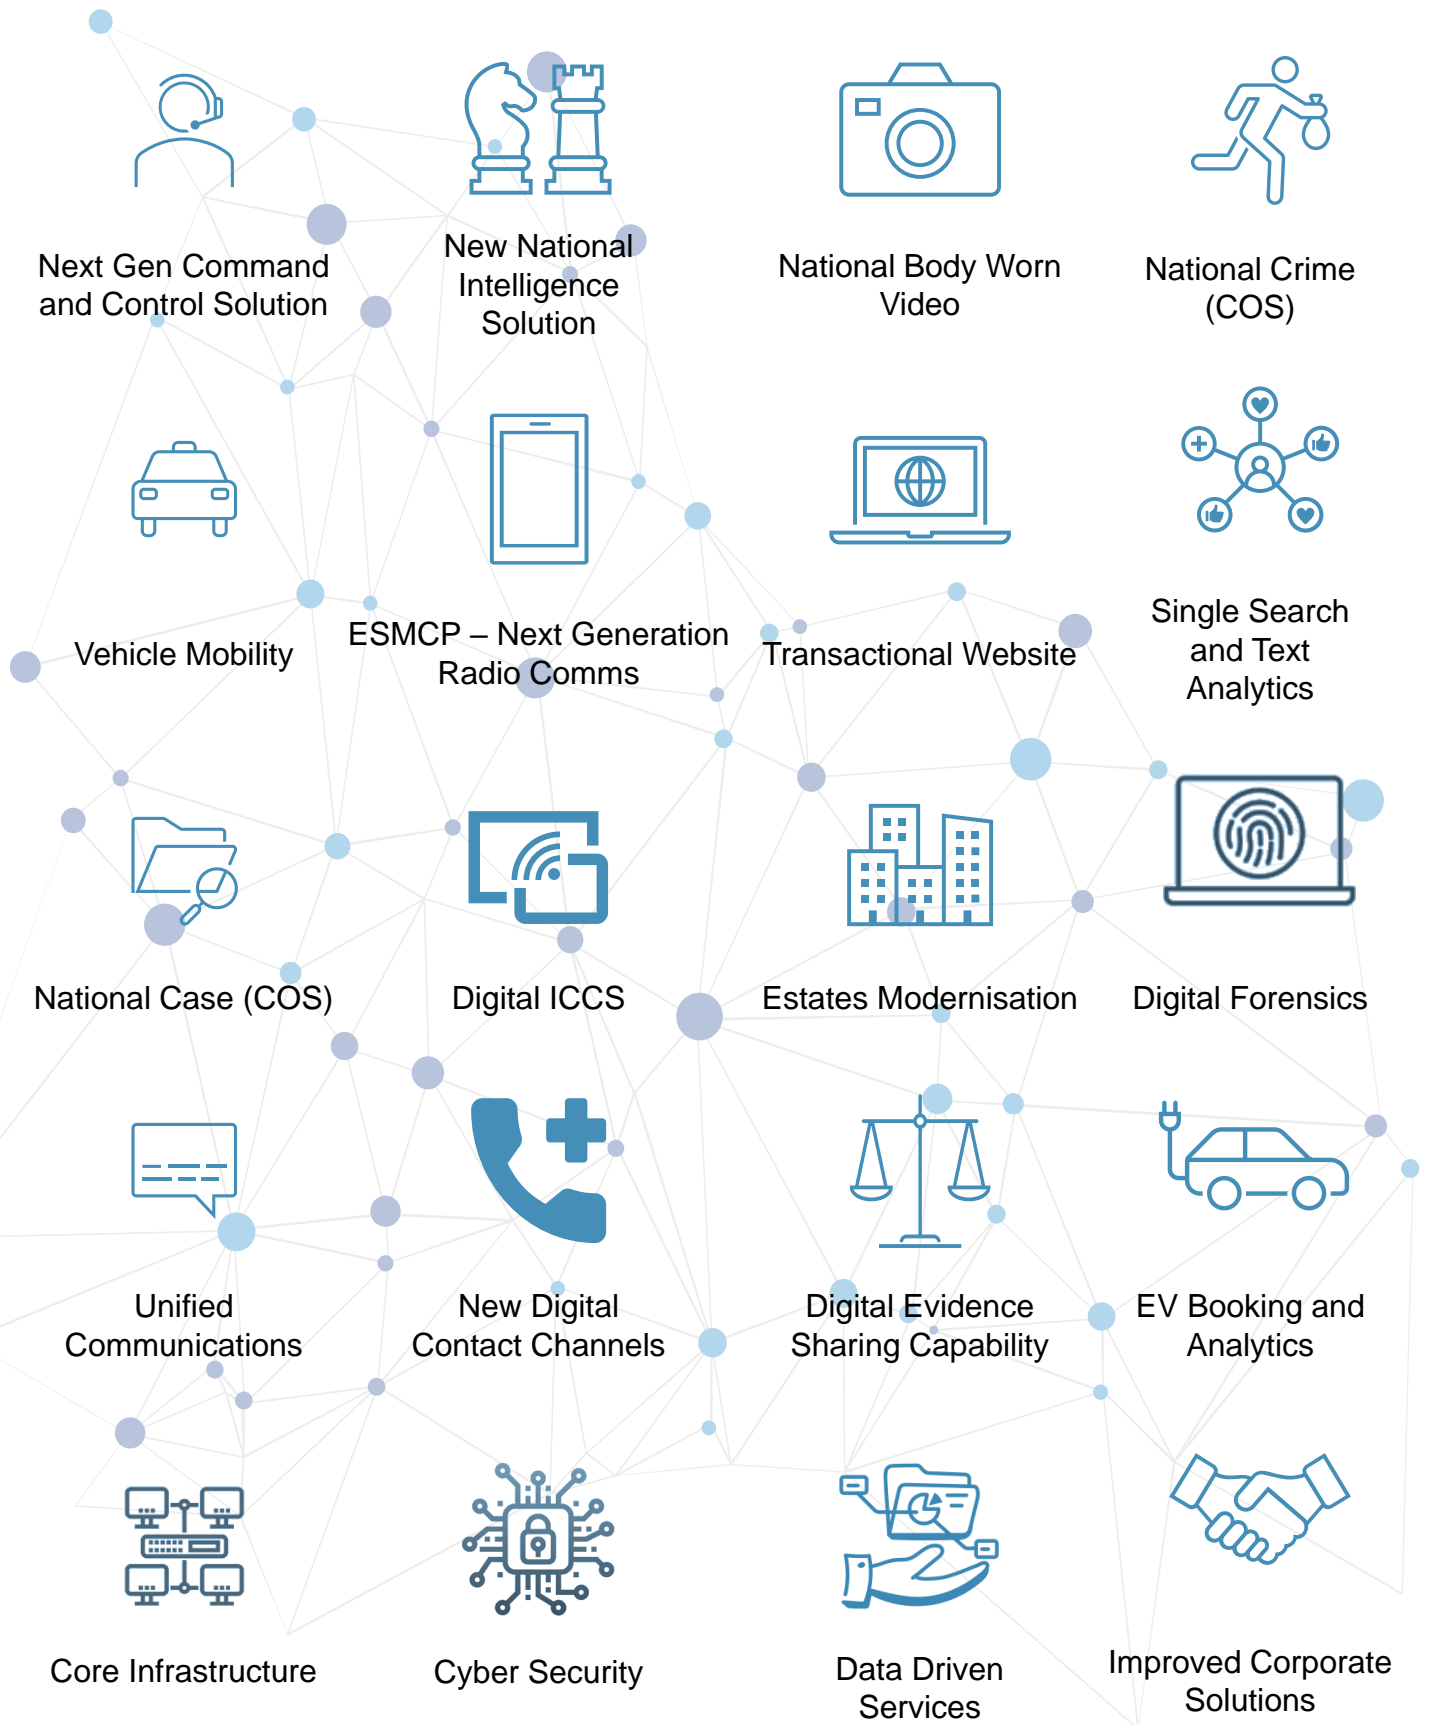 Next Gen Command
and Control Solution
New National
Intelligence
Solution
National Body Worn
Video
National Crime
(COS)
Vehicle Mobility
ESMCP – Next Generation
Radio Comms
Transactional Website
Single Search
and Text
Analytics
National Case (COS)
Digital ICCS
Estates Modernisation
Digital Forensics
Unified
Communications
New Digital
Contact Channels
Digital Evidence
Sharing Capability
EV Booking and
Analytics
Core Infrastructure
Cyber Security
Data Driven
Services
Improved Corporate
Solutions